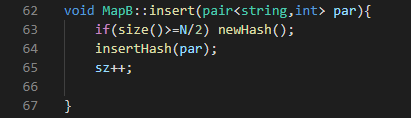 62 void MapB::insert(pair<string,int> par){
63 if(size()>=N/2) newHash();
64 insertHash(par);
65 sz++;
66
67 }